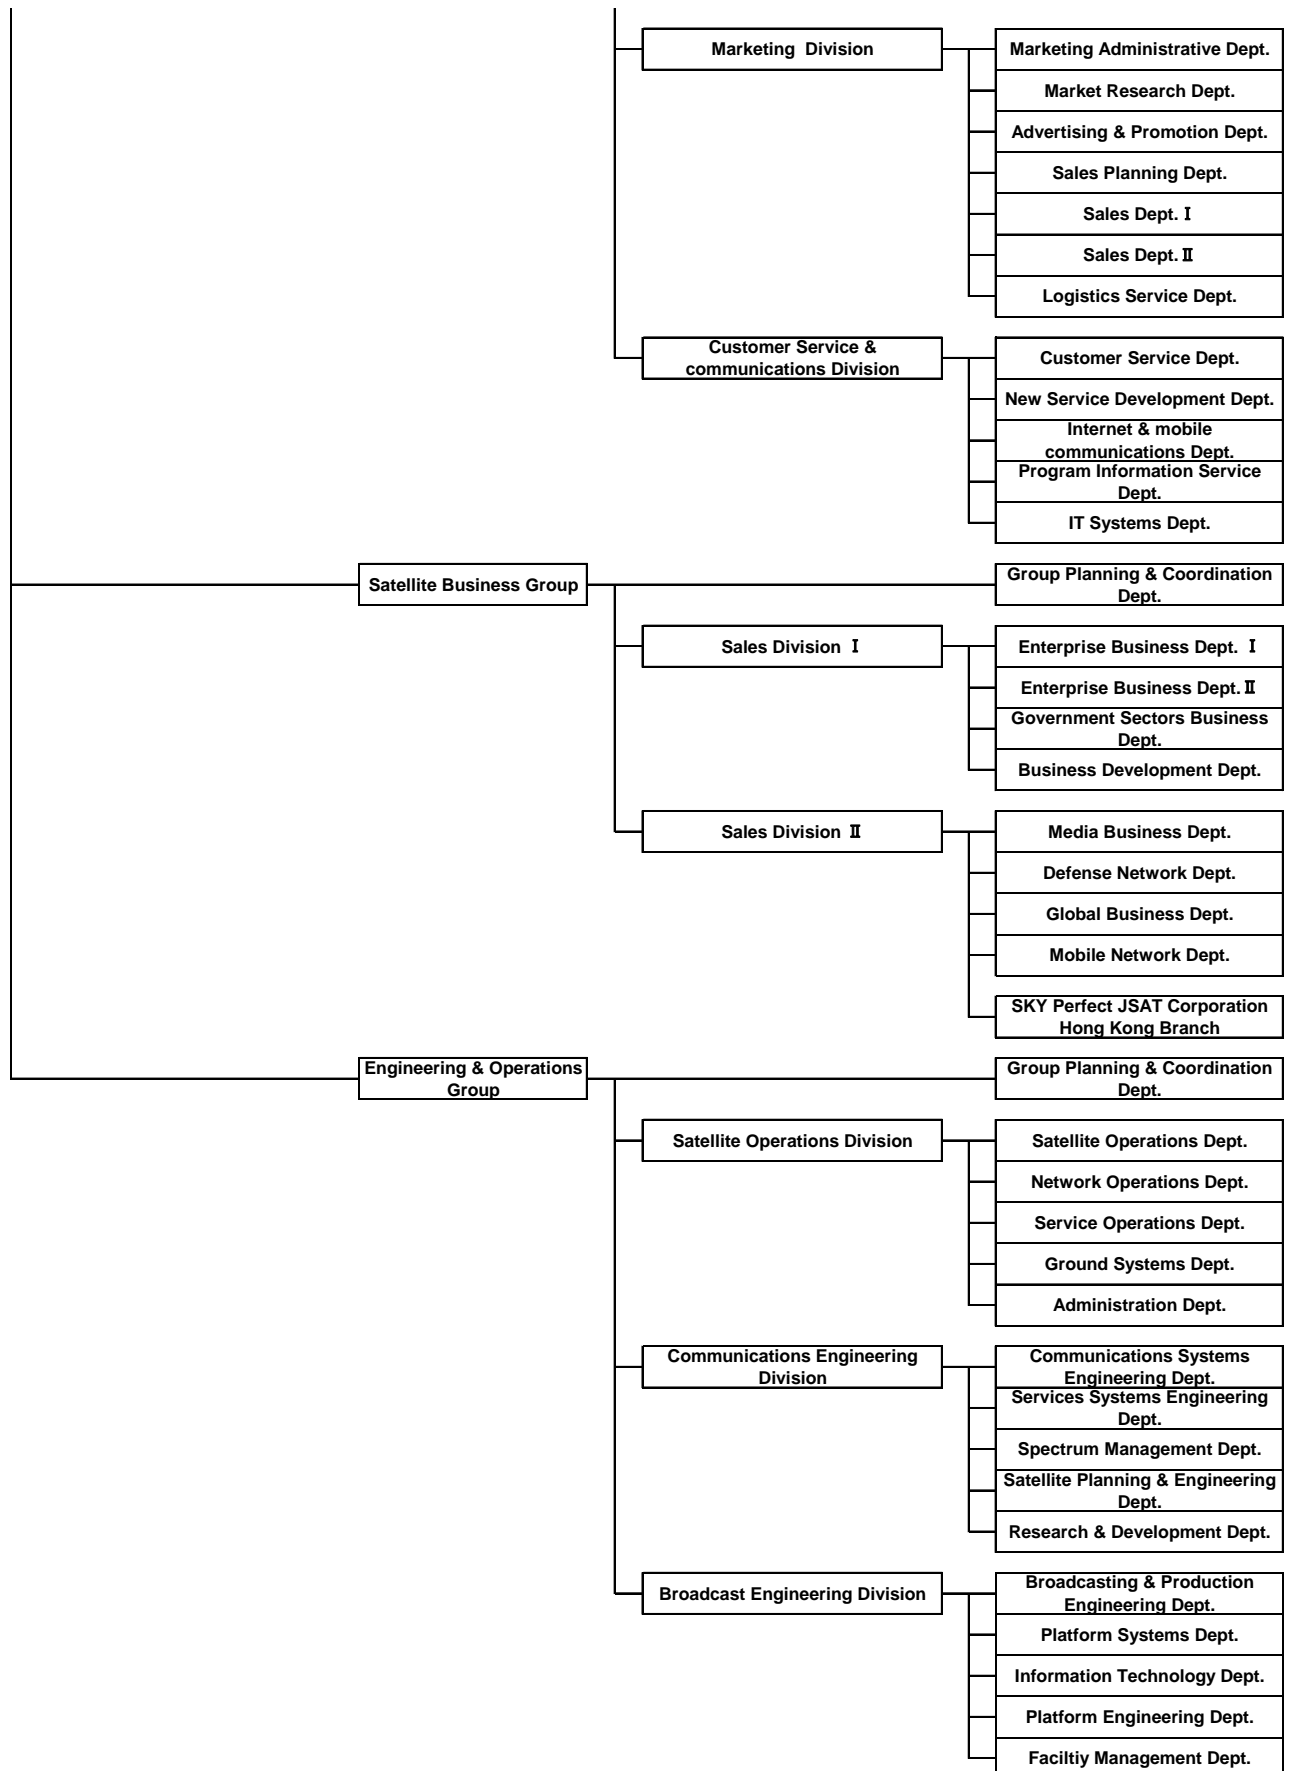 Marketing Division
Marketing Administrative Dept.
Market Research Dept.
Advertising & Promotion Dept.
Sales Planning Dept.
Sales Dept. Ⅰ
Sales Dept. Ⅱ
Logistics Service Dept.
Customer Service &
communications Division
Customer Service Dept.
New Service Development Dept.
Internet & mobile
communications Dept.
Program Information Service
Dept.
IT Systems Dept.
Satellite Business Group
Group Planning & Coordination
Dept.
Sales Division Ⅰ
Enterprise Business Dept. Ⅰ
Enterprise Business Dept. Ⅱ
Government Sectors Business
Dept.
Business Development Dept.
Sales Division Ⅱ
Media Business Dept.
Defense Network Dept.
Global Business Dept.
Mobile Network Dept.
SKY Perfect JSAT Corporation
Hong Kong Branch
Engineering & Operations
Group
Group Planning & Coordination
Dept.
Satellite Operations Division
Satellite Operations Dept.
Network Operations Dept.
Service Operations Dept.
Ground Systems Dept.
Administration Dept.
Communications Engineering
Division
Communications Systems
Engineering Dept.
Services Systems Engineering
Dept.
Spectrum Management Dept.
Satellite Planning & Engineering
Dept.
Research & Development Dept.
Broadcast Engineering Division
Broadcasting & Production
Engineering Dept.
Platform Systems Dept.
Information Technology Dept.
Platform Engineering Dept.
Faciltiy Management Dept.